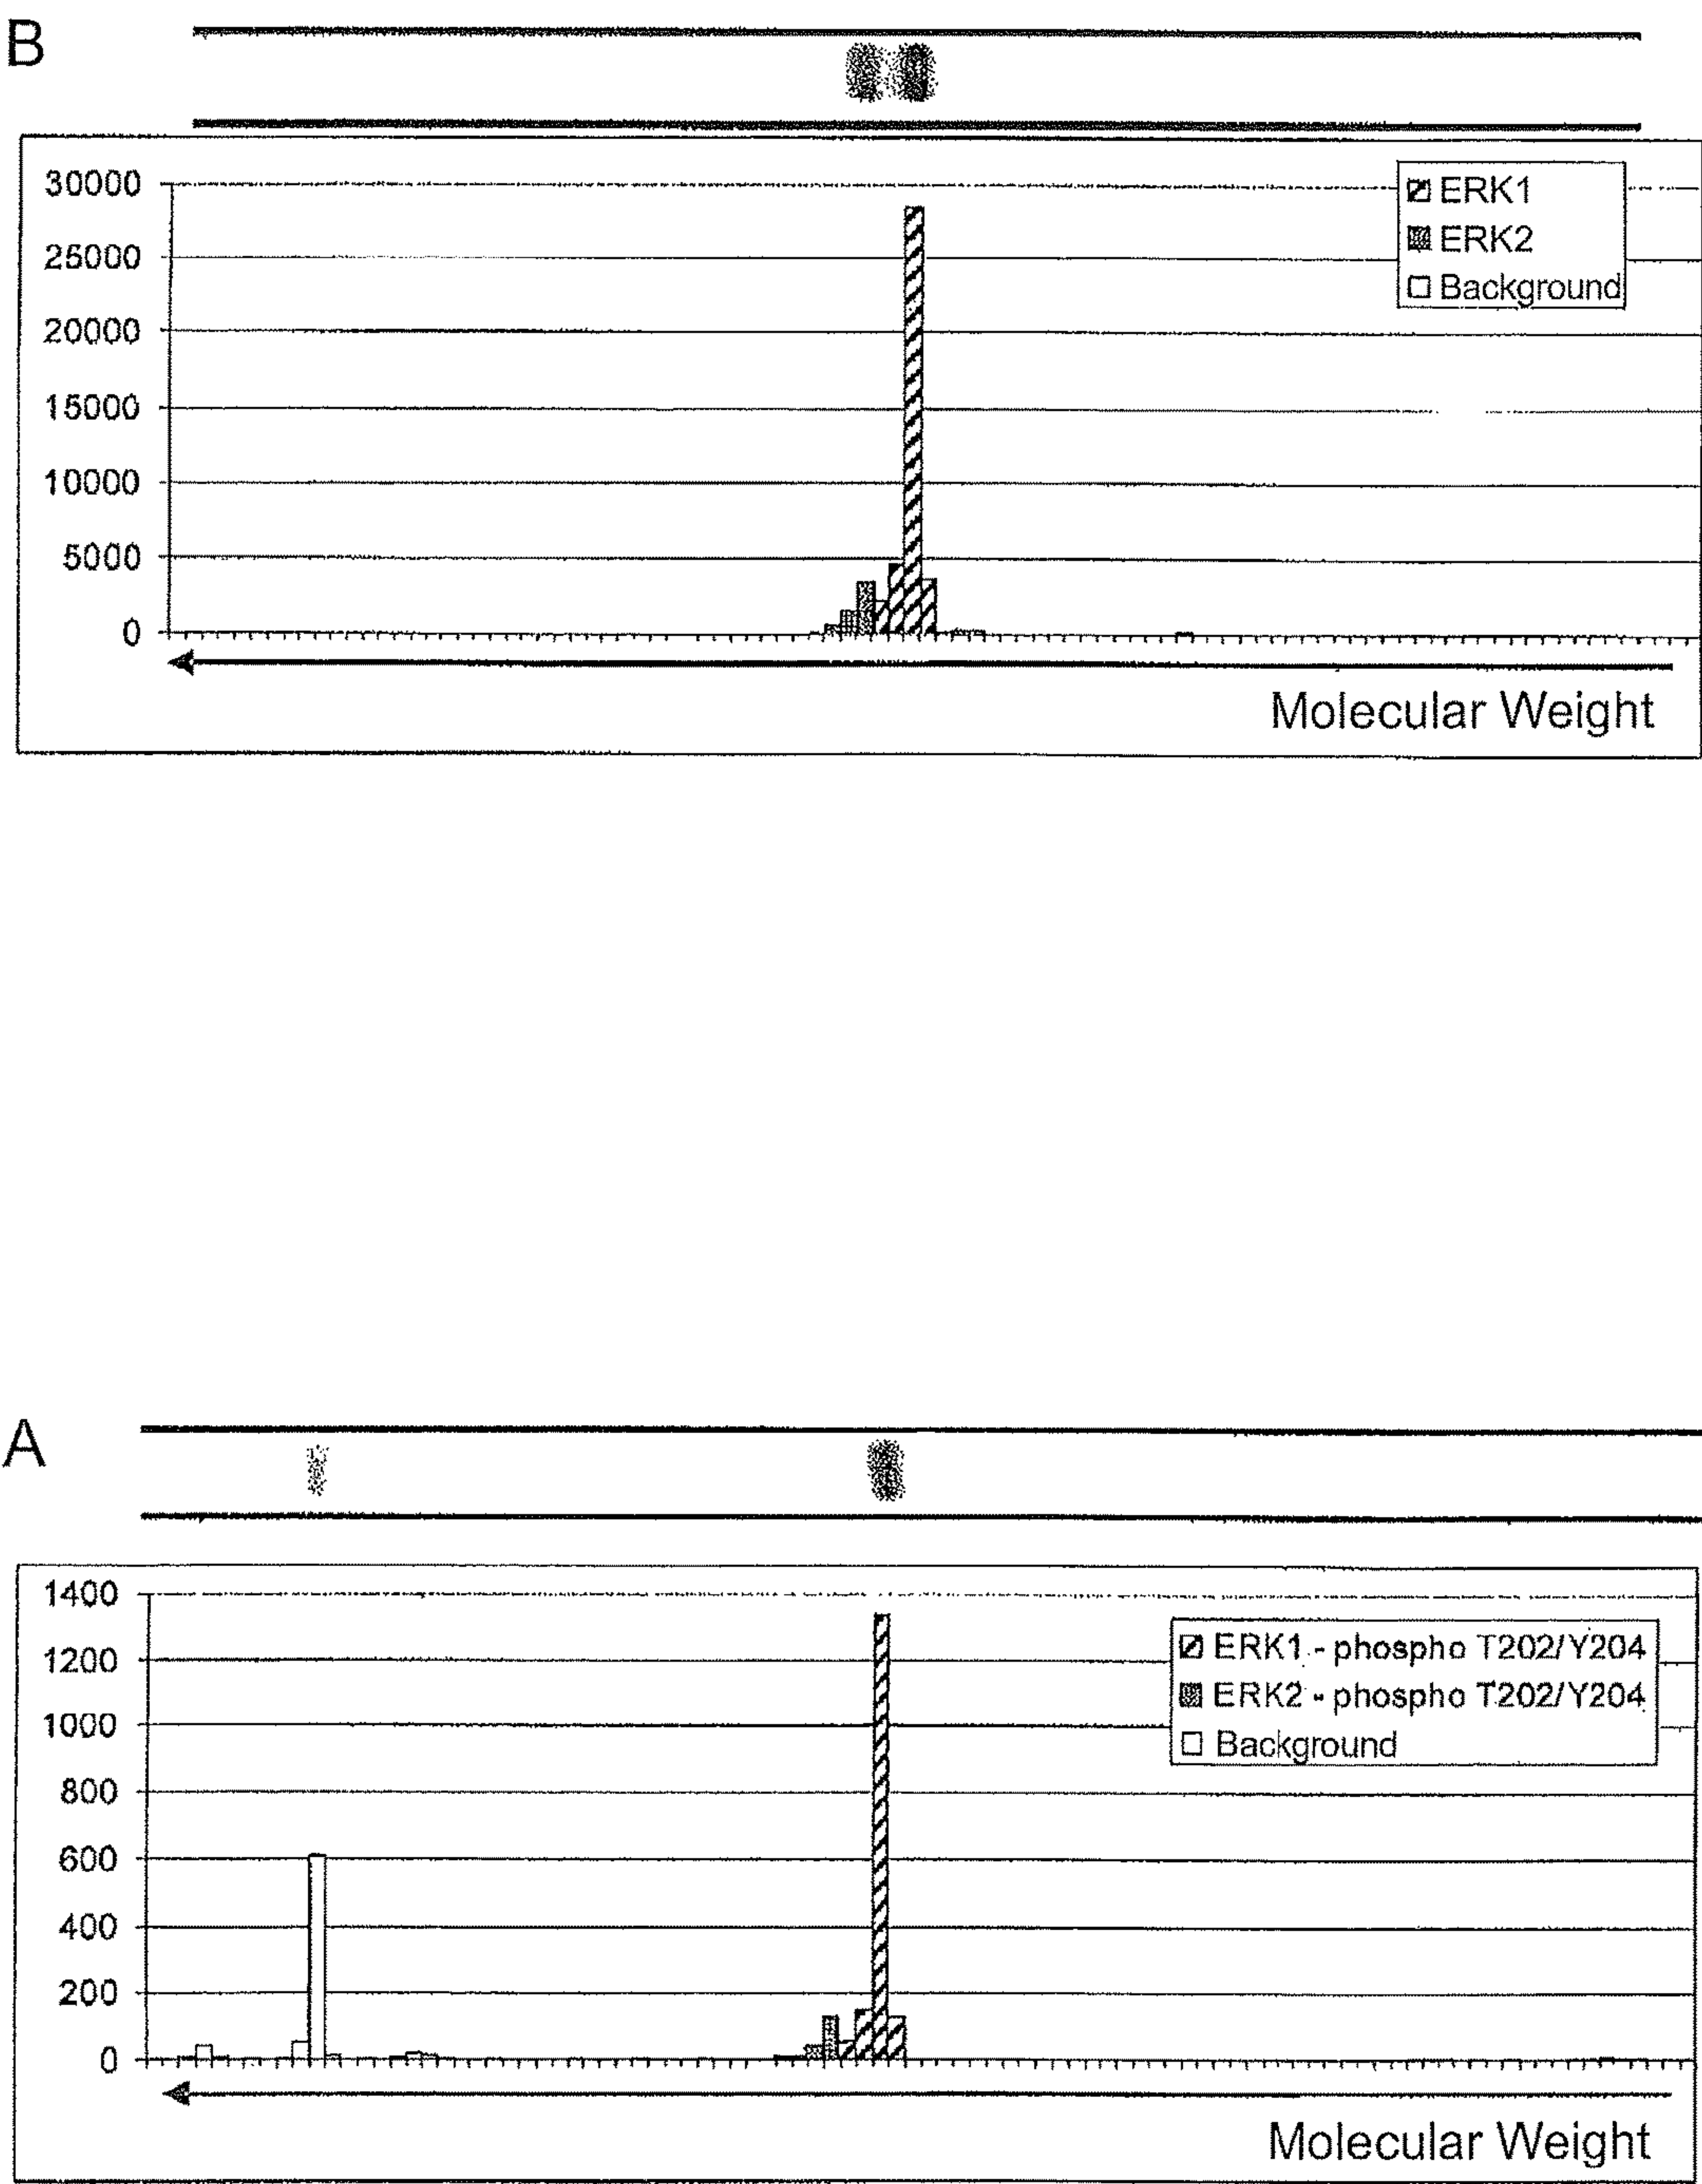 B
30000
25000
20000
15000
10000
5000
0
ERK1
ERK2
Background
Molecular Weight
A
1400
1200
1000
800
600
400
200
0
ERK1 - phospho T202/Y204
ERK2 - phospho T202/Y204
Background
Molecular Weight